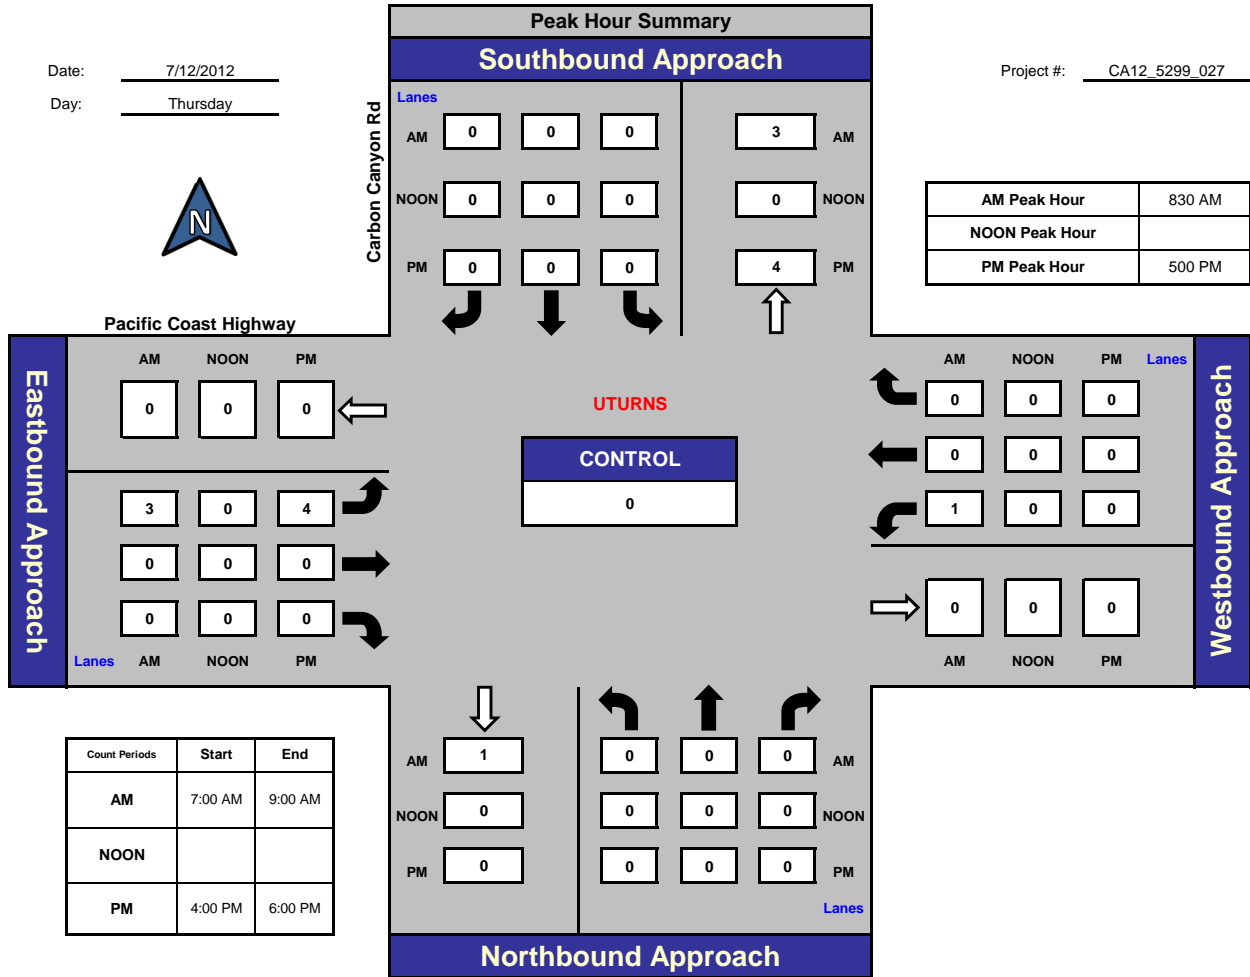 Peak Hour Summary
Southbound Approach
Date: 7/12/2012
Day: Thursday
Project #: CA12_5299_027
Carbon Canyon Rd
Lanes
AM 0 0 0 3 AM
NOON 0 0 0 0 NOON
PM 0 0 0 4 PM
N
AM Peak Hour 830 AM
NOON Peak Hour
PM Peak Hour 500 PM
Pacific Coast Highway
Eastbound Approach
AM NOON PM
0 0 0
3 0 4
0 0 0
0 0 0
Lanes AM NOON PM
UTURNS
CONTROL
0
AM NOON PM Lanes
0 0 0
0 0 0
1 0 0
0 0 0
AM NOON PM
Westbound Approach
Count Periods Start End
AM 7:00 AM 9:00 AM
NOON
PM 4:00 PM 6:00 PM
AM 1 0 0 0 AM
NOON 0 0 0 0 NOON
PM 0 0 0 0 PM
Lanes
Northbound Approach